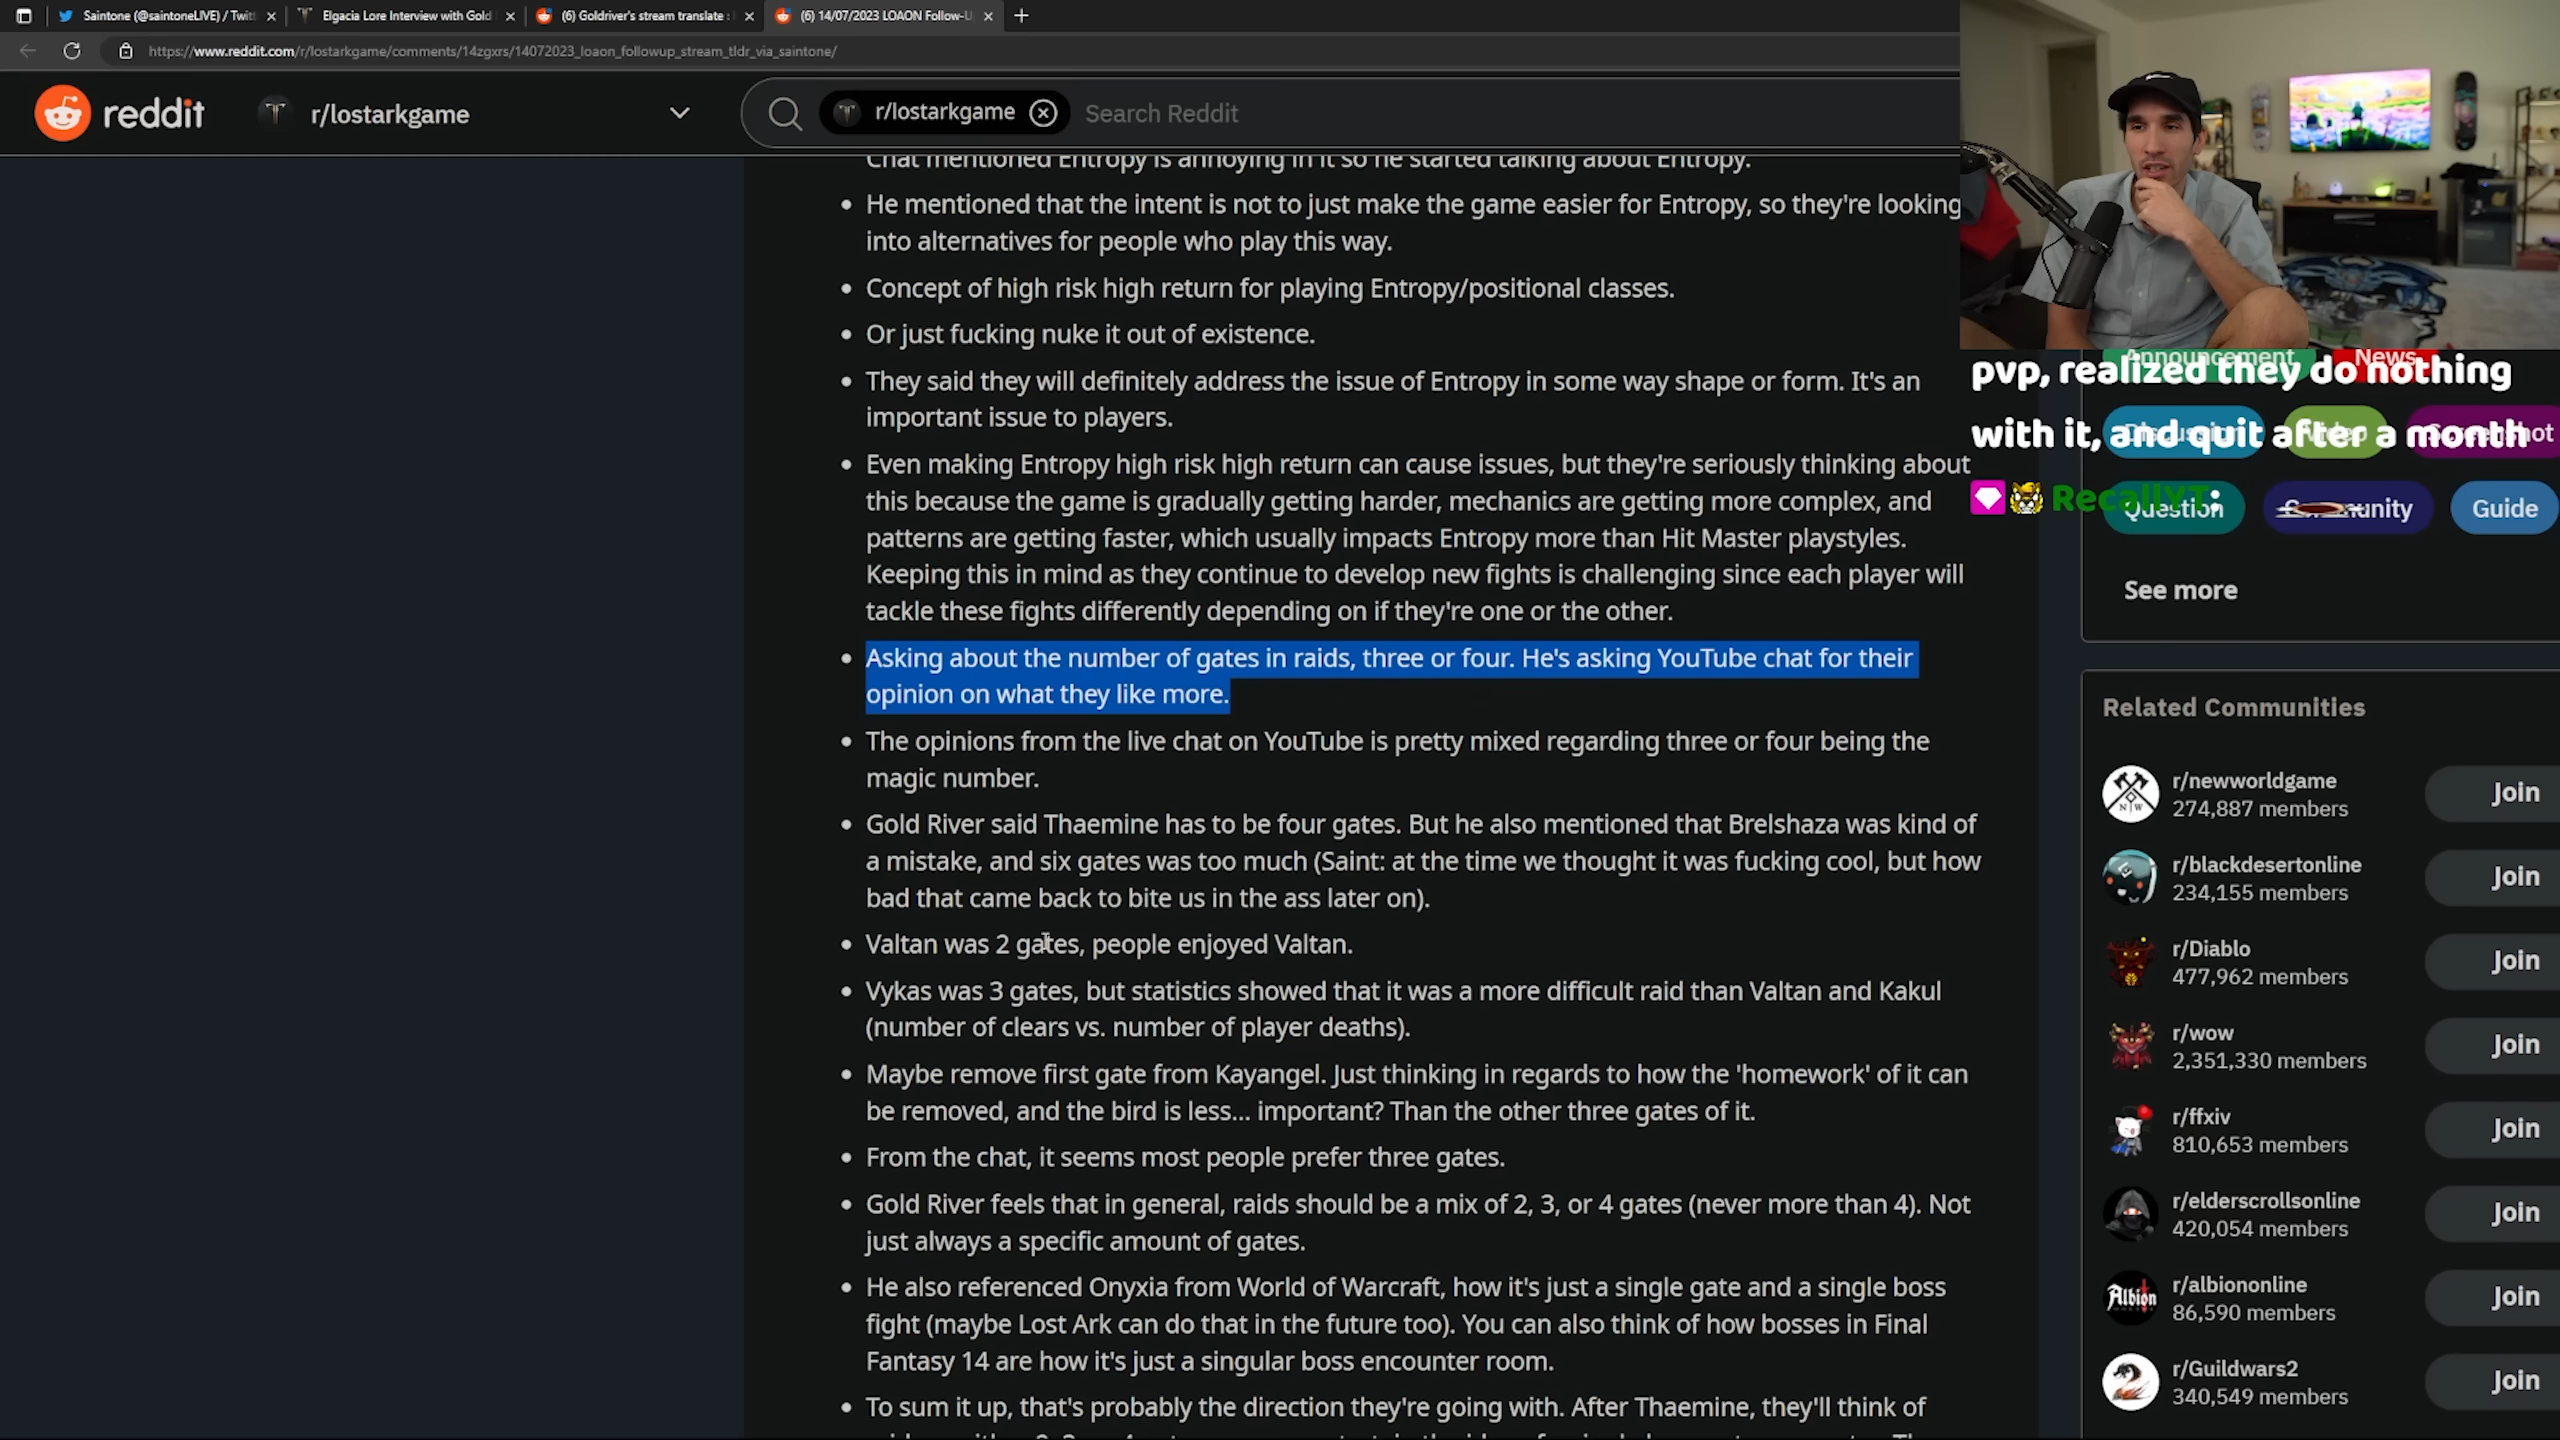 Saintone (@saintoneLIVE) / Twitt
Elgacia Lore Interview with Gold
(6) Goldriver's stream translate :
(6) 14/07/2023 LOAON Follow-U
https://www.reddit.com/r/lostarkgame/comments/14zgxrs/14072023_loaon_followup_stream_tldr_via_saintone/
reddit
r/lostarkgame
r/lostarkgame
Search Reddit
Chat mentioned Entropy is annoying in it so he started talking about Entropy.
He mentioned that the intent is not to just make the game easier for Entropy, so they're looking
into alternatives for people who play this way.
Concept of high risk high return for playing Entropy/positional classes.
Or just fucking nuke it out of existence.
They said they will definitely address the issue of Entropy in some way shape or form. It's an
important issue to players.
Even making Entropy high risk high return can cause issues, but they're seriously thinking about
this because the game is gradually getting harder, mechanics are getting more complex, and
patterns are getting faster, which usually impacts Entropy more than Hit Master playstyles.
Keeping this in mind as they continue to develop new fights is challenging since each player will
tackle these fights differently depending on if they're one or the other.
Asking about the number of gates in raids, three or four. He's asking YouTube chat for their
opinion on what they like more.
The opinions from the live chat on YouTube is pretty mixed regarding three or four being the
magic number.
Gold River said Thaemine has to be four gates. But he also mentioned that Brelshaza was kind of
a mistake, and six gates was too much (Saint: at the time we thought it was fucking cool, but how
bad that came back to bite us in the ass later on).
Valtan was 2 gates, people enjoyed Valtan.
Vykas was 3 gates, but statistics showed that it was a more difficult raid than Valtan and Kakul
(number of clears vs. number of player deaths).
Maybe remove first gate from Kayangel. Just thinking in regards to how the 'homework' of it can
be removed, and the bird is less... important? Than the other three gates of it.
From the chat, it seems most people prefer three gates.
Gold River feels that in general, raids should be a mix of 2, 3, or 4 gates (never more than 4). Not
just always a specific amount of gates.
He also referenced Onyxia from World of Warcraft, how it's just a single gate and a single boss
fight (maybe Lost Ark can do that in the future too). You can also think of how bosses in Final
Fantasy 14 are how it's just a singular boss encounter room.
To sum it up, that's probably the direction they're going with. After Thaemine, they'll think of
Announcement
News
pvp, realized they do nothing
with it, and quit after a month
RecallYT:
Question
Guide
See more
Related Communities
r/newworldgame
274,887 members
Join
r/blackdesertonline
234,155 members
Join
r/Diablo
477,962 members
Join
r/wow
2,351,330 members
Join
r/ffxiv
810,653 members
Join
r/elderscrollsonline
420,054 members
Join
Albion
r/albiononline
86,590 members
Join
r/Guildwars2
340,549 members
Join